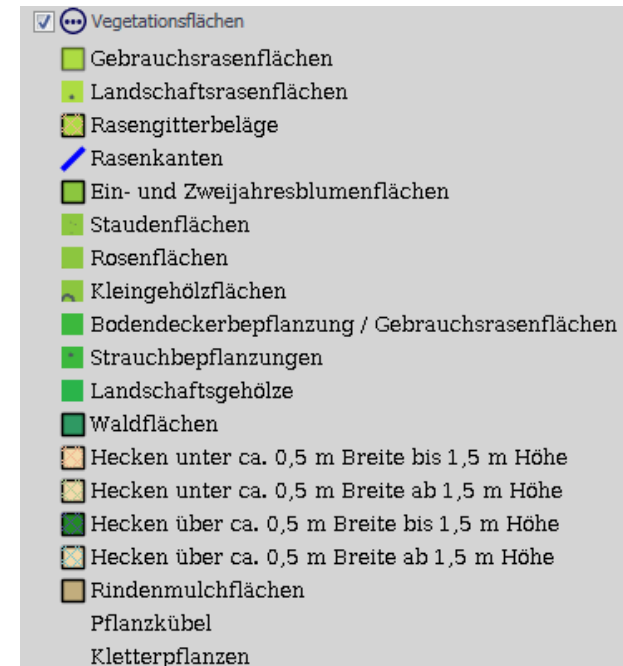 Vegetationsflächen
Gebrauchsrasenflächen
Landschaftsrasenflächen
Rasengitterbeläge
Rasenkanten
Ein- und Zweijahresblumenflächen
Staudenflächen
Rosenflächen
Kleingehölzflächen
Bodendeckerbepflanzung / Gebrauchsrasenflächen
Strauchbepflanzungen
Landschaftsgehölze
Waldflächen
Hecken unter ca. 0,5 m Breite bis 1,5 m Höhe
Hecken unter ca. 0,5 m Breite ab 1,5 m Höhe
Hecken über ca. 0,5 m Breite bis 1,5 m Höhe
Hecken über ca. 0,5 m Breite ab 1,5 m Höhe
Rindenmulchflächen
Pflanzkübel
Kletterpflanzen